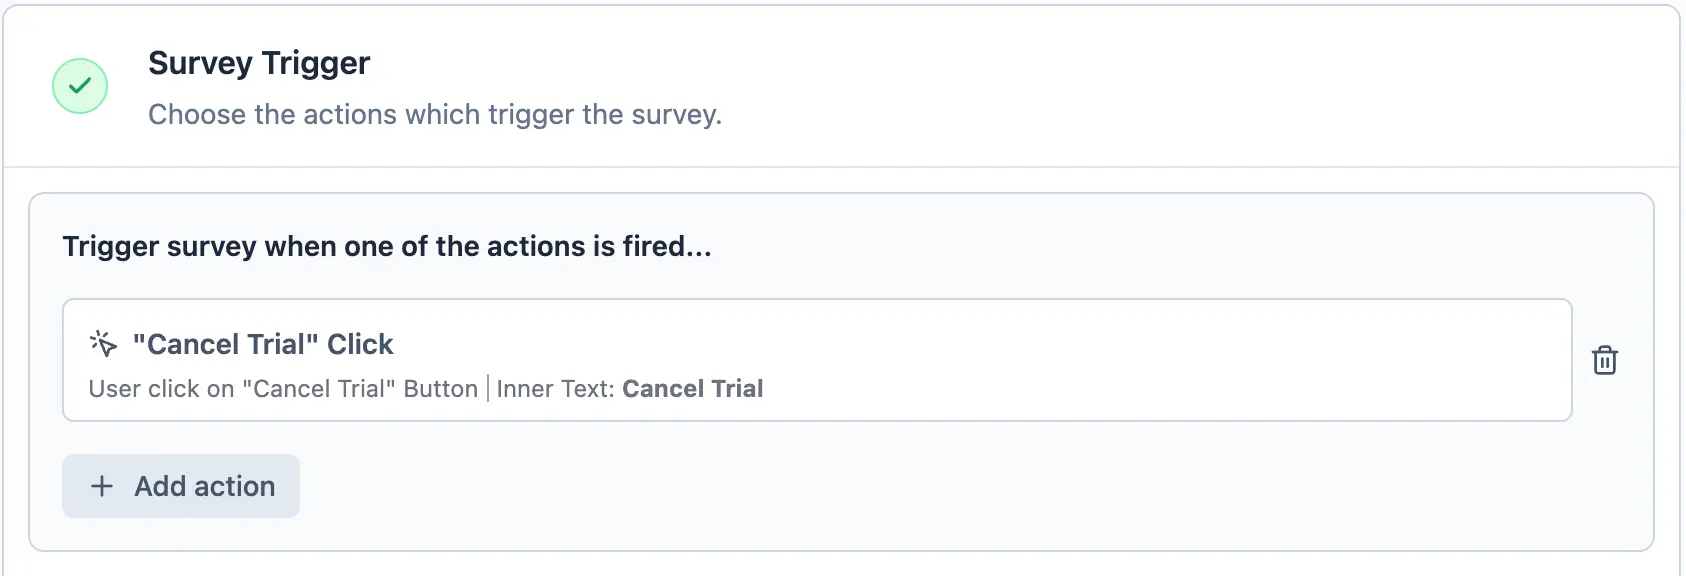 Survey Trigger
Choose the actions which trigger the survey.
Trigger survey when one of the actions is fired...
"Cancel Trial" Click
User click on "Cancel Trial" Button | Inner Text: Cancel Trial
+ Add action